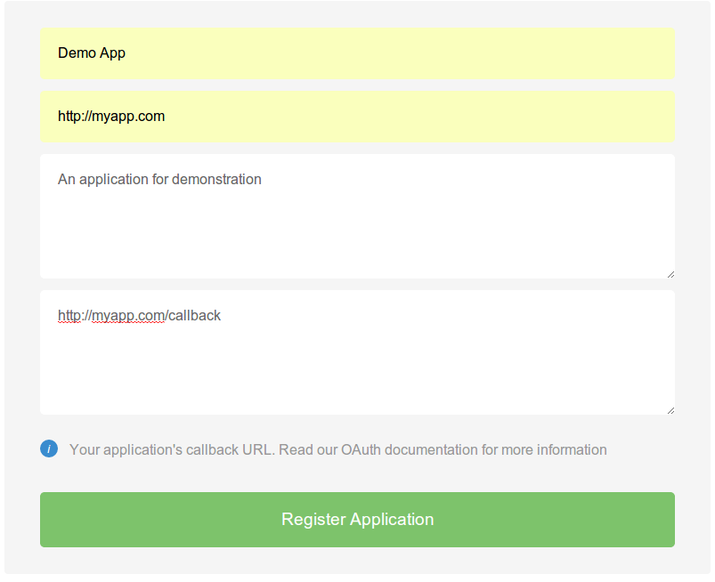 Demo App
http://myapp.com
An application for demonstration
http://myapp.com/callback
i Your application's callback URL. Read our OAuth documentation for more information
Register Application